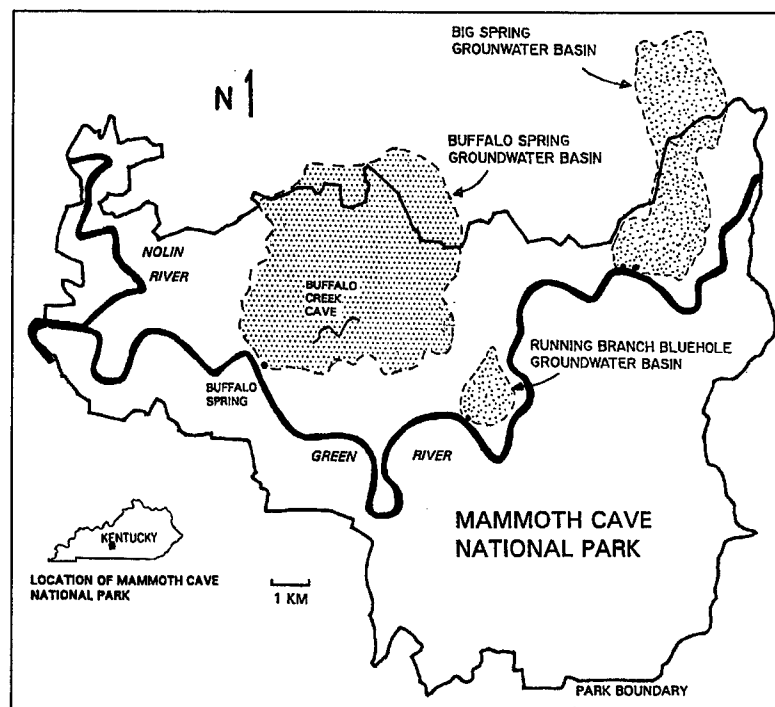 BIG SPRING
GROUNWATER BASIN
N
BUFFALO SPRING
GROUNDWATER BASIN
NOLIN
RIVER
BUFFALO
CREEK
CAVE
RUNNING BRANCH BLUEHOLE
GROUNDWATER BASIN
BUFFALO
SPRING
GREEN RIVER
MAMMOTH CAVE
NATIONAL PARK
KENTUCKY
LOCATION OF MAMMOTH CAVE
NATIONAL PARK
1 KM
PARK BOUNDARY